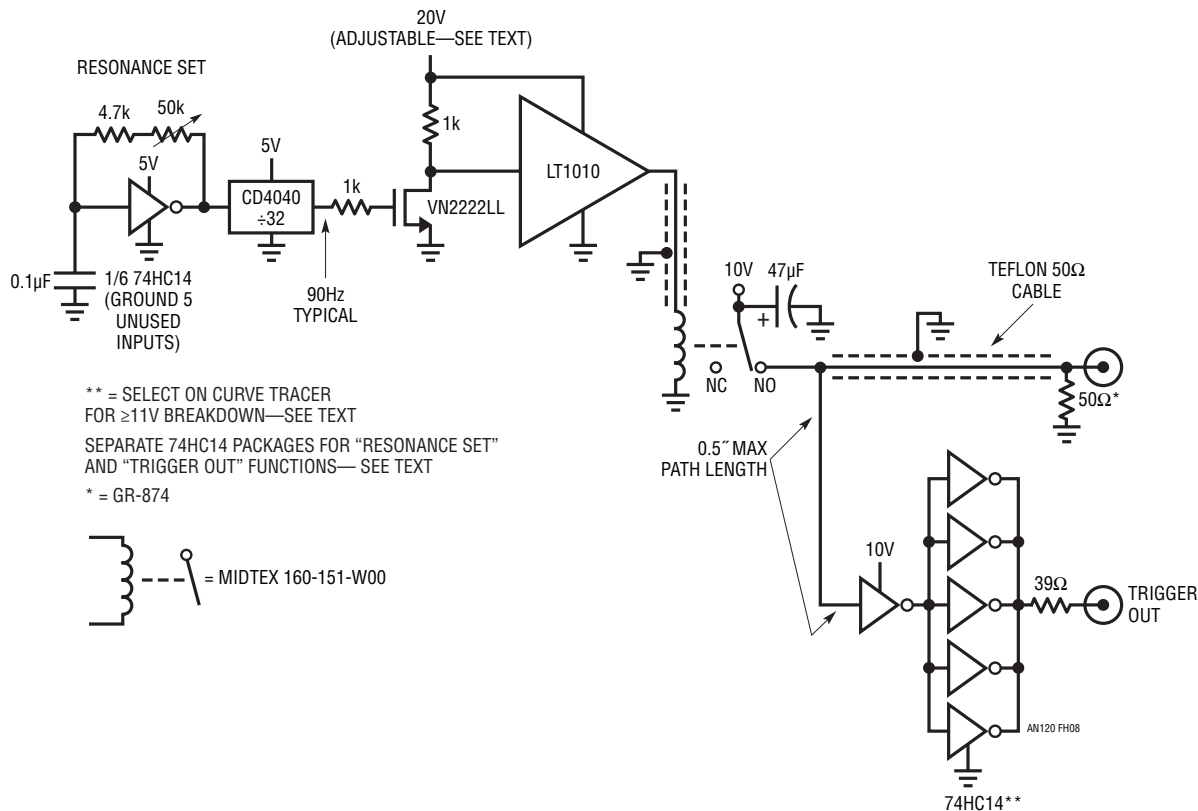 20V
(ADJUSTABLE—SEE TEXT)
RESONANCE SET
4.7k
50k
5V
5V
CD4040
÷32
1k
1k
VN2222LL
LT1010
0.1µF
1/6 74HC14
(GROUND 5
UNUSED
INPUTS)
90Hz
TYPICAL
10V
47µF
+
NC
NO
TEFLON 50Ω
CABLE
50Ω*
** = SELECT ON CURVE TRACER
FOR ≥11V BREAKDOWN—SEE TEXT
SEPARATE 74HC14 PACKAGES FOR “RESONANCE SET”
AND “TRIGGER OUT” FUNCTIONS— SEE TEXT
* = GR-874
0.5˝ MAX
PATH LENGTH
= MIDTEX 160-151-W00
10V
39Ω
TRIGGER
OUT
AN120 FH08
74HC14**